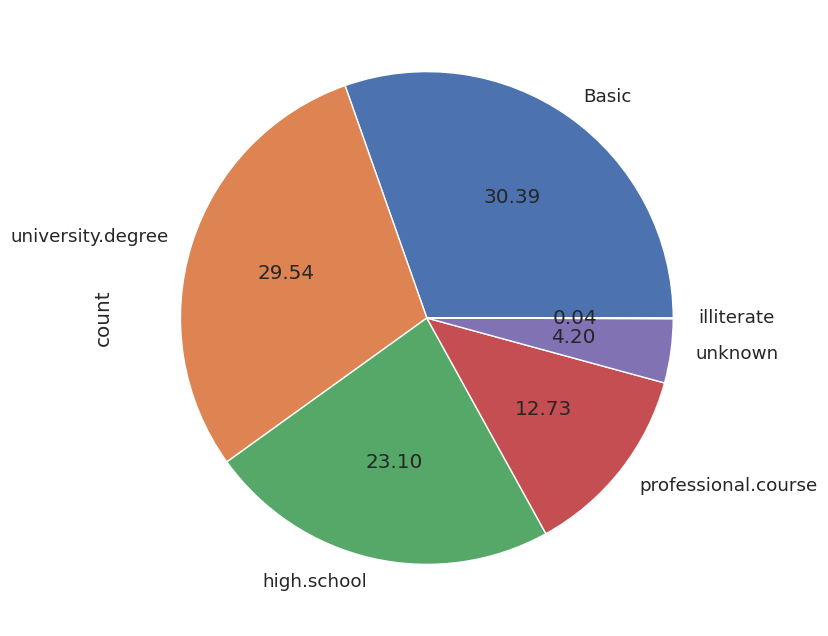 Basic
30.39
university.degree
29.54
count
0.04
illiterate
4.20
unknown
12.73
23.10
professional.course
high.school